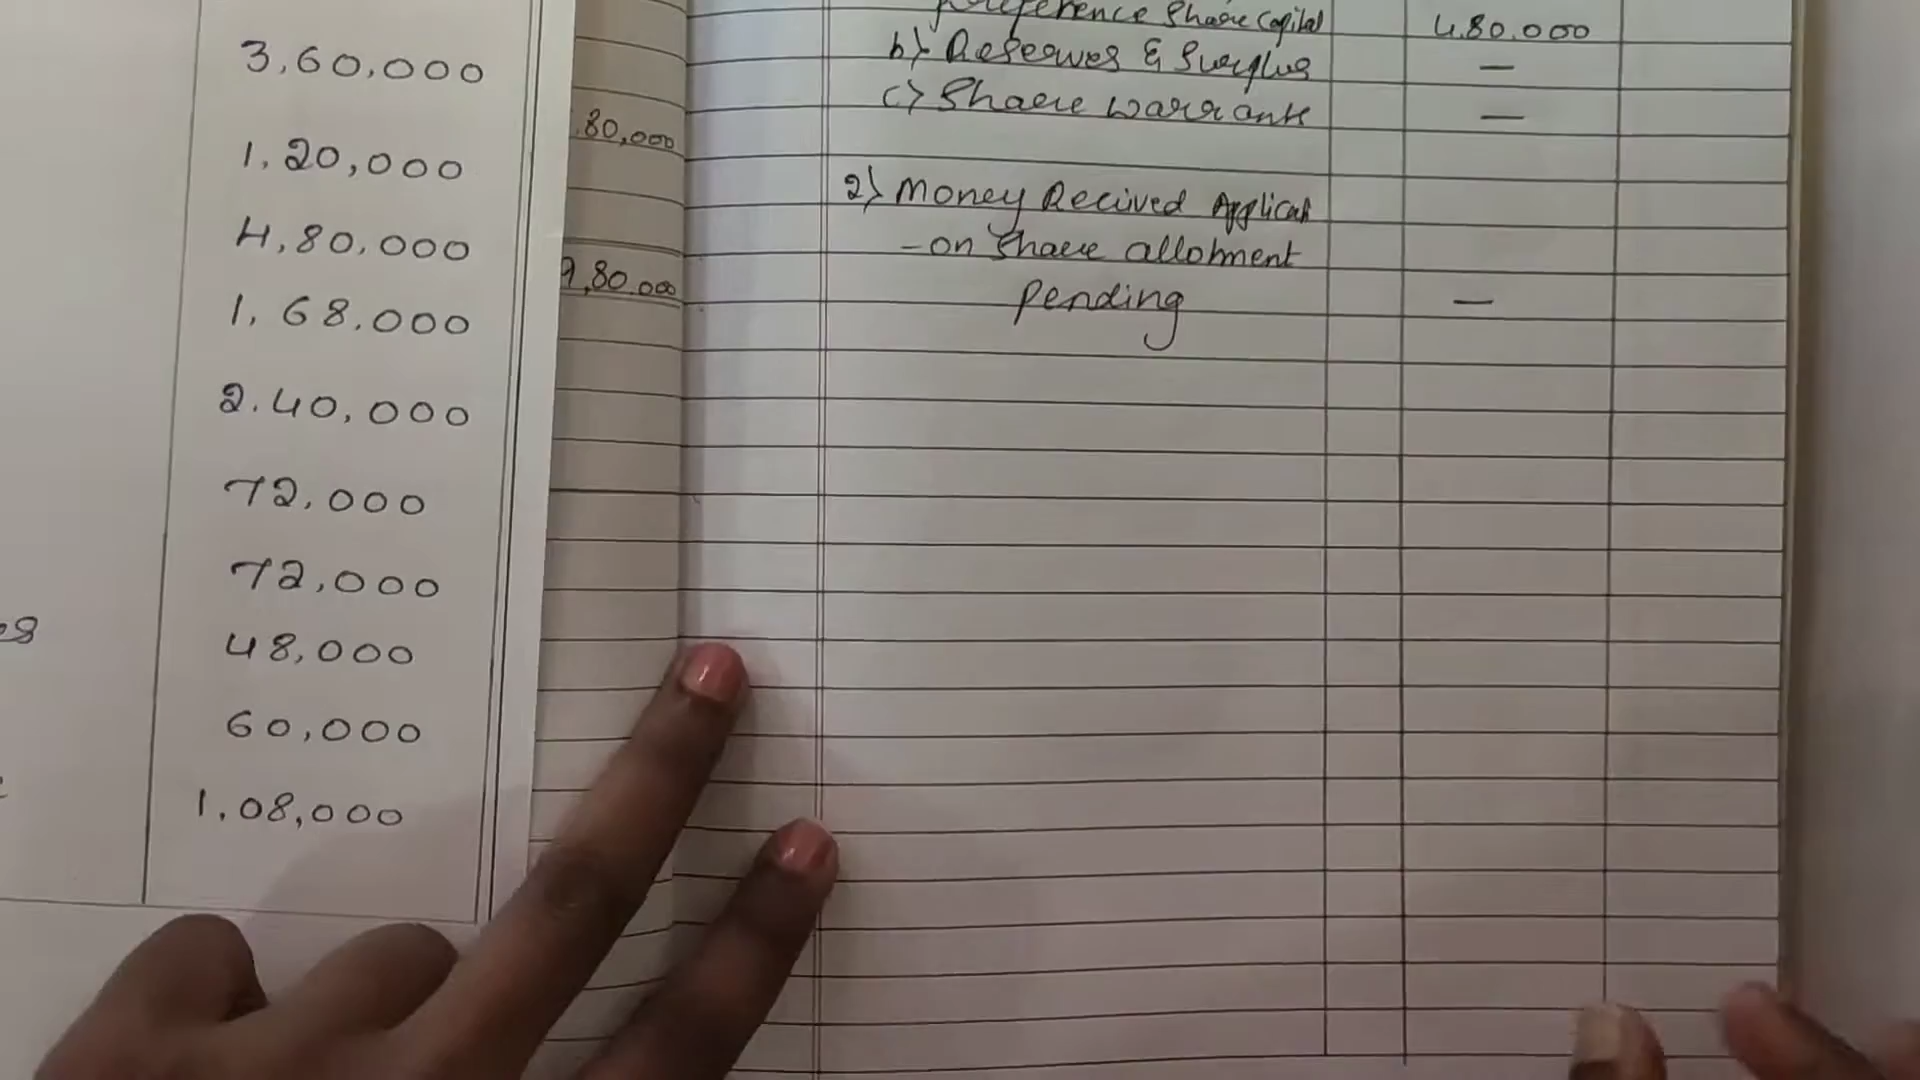 3,60,000
1,20,000
4,80,000
1,68,000
2.40,000
72,000
72,000
48,000
60,000
1,08,000
80,000
9,80.000
Preference Share Capital 4,80,000
b) Reserves & Surplus —
c) Share warrants —
2) Money Recived Applicat
-on Share allotment
pending —